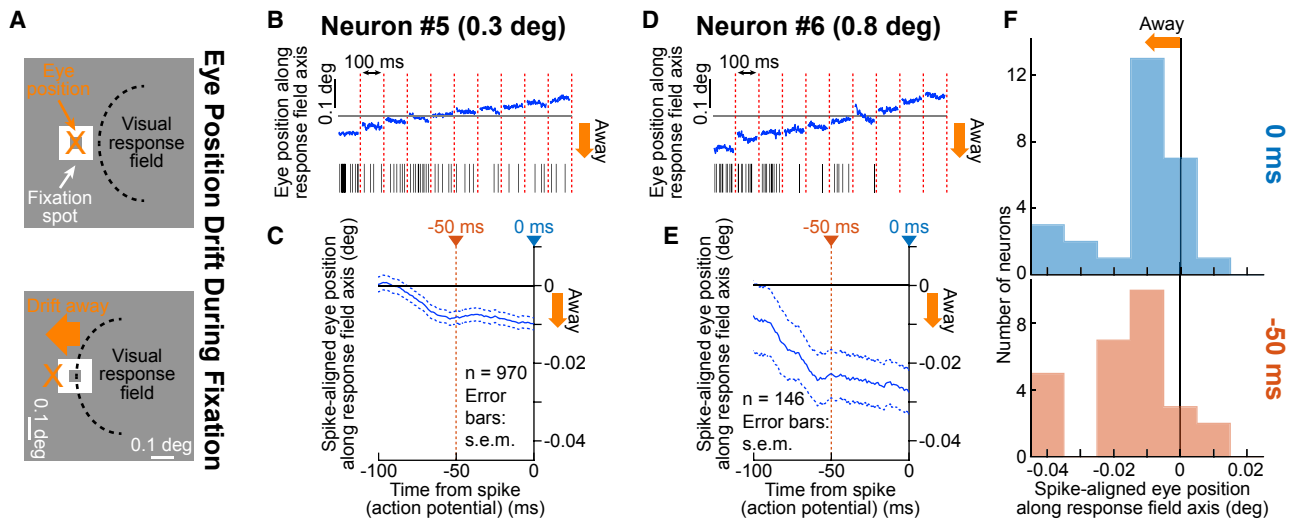 A
Eye
position
Visual
response
field
Fixation
spot
Drift away
Visual
response
field
0.1 deg
0.1 deg
Eye Position Drift During Fixation
B
Neuron #5 (0.3 deg)
Eye position along
response field axis
0.1 deg
100 ms
Away
C
-50 ms
0 ms
Spike-aligned eye position
along response field axis (deg)
0
-0.02
-0.04
Away
n = 970
Error
bars:
s.e.m.
-100
-50
0
Time from spike
(action potential) (ms)
D
Neuron #6 (0.8 deg)
Eye position along
response field axis
0.1 deg
100 ms
Away
E
-50 ms
0 ms
Spike-aligned eye position
along response field axis (deg)
0
-0.02
-0.04
Away
n = 146
Error bars:
s.e.m.
-100
-50
0
Time from spike
(action potential) (ms)
F
Away
12
8
4
0
0 ms
Number of neurons
8
4
0
-50 ms
-0.04
-0.02
0
0.02
Spike-aligned eye position
along response field axis (deg)